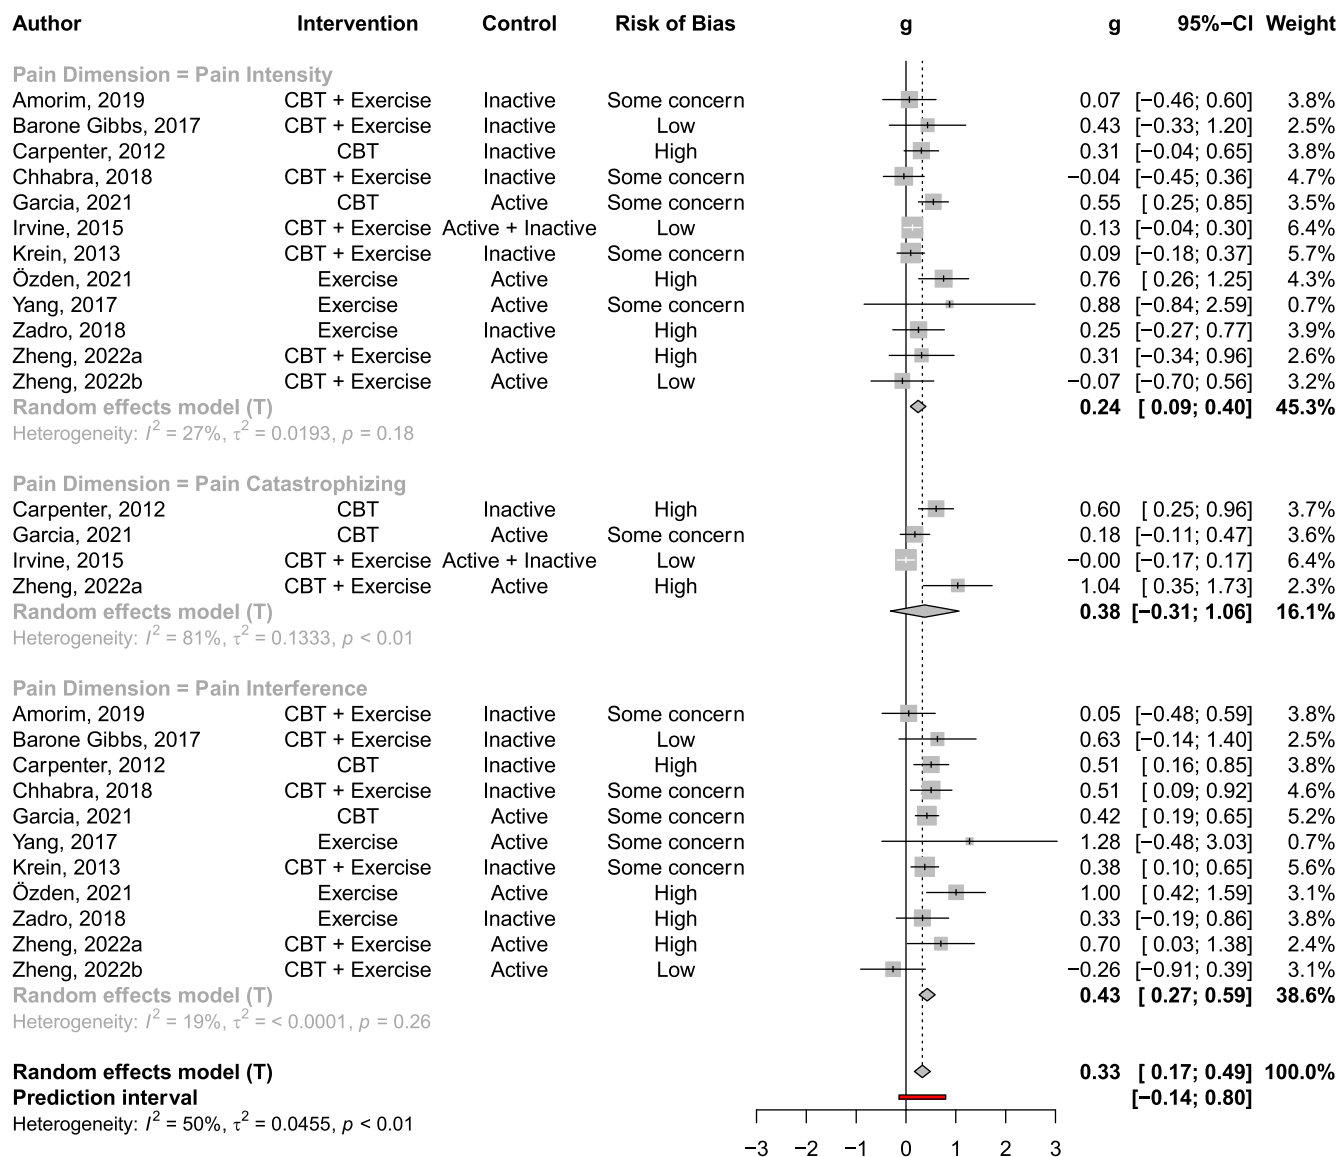 Author Intervention Control Risk of Bias g g 95%−CI Weight
Pain Dimension = Pain Intensity
Amorim, 2019 CBT + Exercise Inactive Some concern 0.07 [−0.46; 0.60] 3.8%
Barone Gibbs, 2017 CBT + Exercise Inactive Low 0.43 [−0.33; 1.20] 2.5%
Carpenter, 2012 CBT Inactive High 0.31 [−0.04; 0.65] 3.8%
Chhabra, 2018 CBT + Exercise Inactive Some concern −0.04 [−0.45; 0.36] 4.7%
Garcia, 2021 CBT Active Some concern 0.55 [ 0.25; 0.85] 3.5%
Irvine, 2015 CBT + Exercise Active + Inactive Low 0.13 [−0.04; 0.30] 6.4%
Krein, 2013 CBT + Exercise Inactive Some concern 0.09 [−0.18; 0.37] 5.7%
Özden, 2021 Exercise Active High 0.76 [ 0.26; 1.25] 4.3%
Yang, 2017 Exercise Active Some concern 0.88 [−0.84; 2.59] 0.7%
Zadro, 2018 Exercise Inactive High 0.25 [−0.27; 0.77] 3.9%
Zheng, 2022a CBT + Exercise Active High 0.31 [−0.34; 0.96] 2.6%
Zheng, 2022b CBT + Exercise Active Low −0.07 [−0.70; 0.56] 3.2%
Random effects model (T) 0.24 [ 0.09; 0.40] 45.3%
Heterogeneity: I² = 27%, τ² = 0.0193, p = 0.18
Pain Dimension = Pain Catastrophizing
Carpenter, 2012 CBT Inactive High 0.60 [ 0.25; 0.96] 3.7%
Garcia, 2021 CBT Active Some concern 0.18 [−0.11; 0.47] 3.6%
Irvine, 2015 CBT + Exercise Active + Inactive Low −0.00 [−0.17; 0.17] 6.4%
Zheng, 2022a CBT + Exercise Active High 1.04 [ 0.35; 1.73] 2.3%
Random effects model (T) 0.38 [−0.31; 1.06] 16.1%
Heterogeneity: I² = 81%, τ² = 0.1333, p < 0.01
Pain Dimension = Pain Interference
Amorim, 2019 CBT + Exercise Inactive Some concern 0.05 [−0.48; 0.59] 3.8%
Barone Gibbs, 2017 CBT + Exercise Inactive Low 0.63 [−0.14; 1.40] 2.5%
Carpenter, 2012 CBT Inactive High 0.51 [ 0.16; 0.85] 3.8%
Chhabra, 2018 CBT + Exercise Inactive Some concern 0.51 [ 0.09; 0.92] 4.6%
Garcia, 2021 CBT Active Some concern 0.42 [ 0.19; 0.65] 5.2%
Yang, 2017 Exercise Active Some concern 1.28 [−0.48; 3.03] 0.7%
Krein, 2013 CBT + Exercise Inactive Some concern 0.38 [ 0.10; 0.65] 5.6%
Özden, 2021 Exercise Active High 1.00 [ 0.42; 1.59] 3.1%
Zadro, 2018 Exercise Inactive High 0.33 [−0.19; 0.86] 3.8%
Zheng, 2022a CBT + Exercise Active High 0.70 [ 0.03; 1.38] 2.4%
Zheng, 2022b CBT + Exercise Active Low −0.26 [−0.91; 0.39] 3.1%
Random effects model (T) 0.43 [ 0.27; 0.59] 38.6%
Heterogeneity: I² = 19%, τ² = < 0.0001, p = 0.26
Random effects model (T) 0.33 [ 0.17; 0.49] 100.0%
Prediction interval [−0.14; 0.80]
Heterogeneity: I² = 50%, τ² = 0.0455, p < 0.01
−3 −2 −1 0 1 2 3